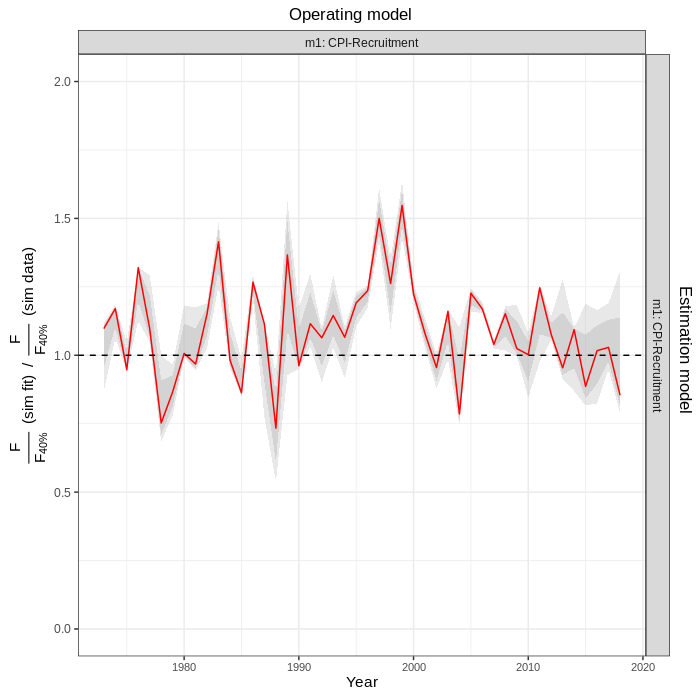 Operating model
m1: CPI-Recruitment
2.0
1.5
1.0
0.5
0.0
F
F40%
(sim fit) /
F
F40%
(sim data)
m1: CPI-Recruitment
Estimation model
1980
1990
2000
2010
2020
Year